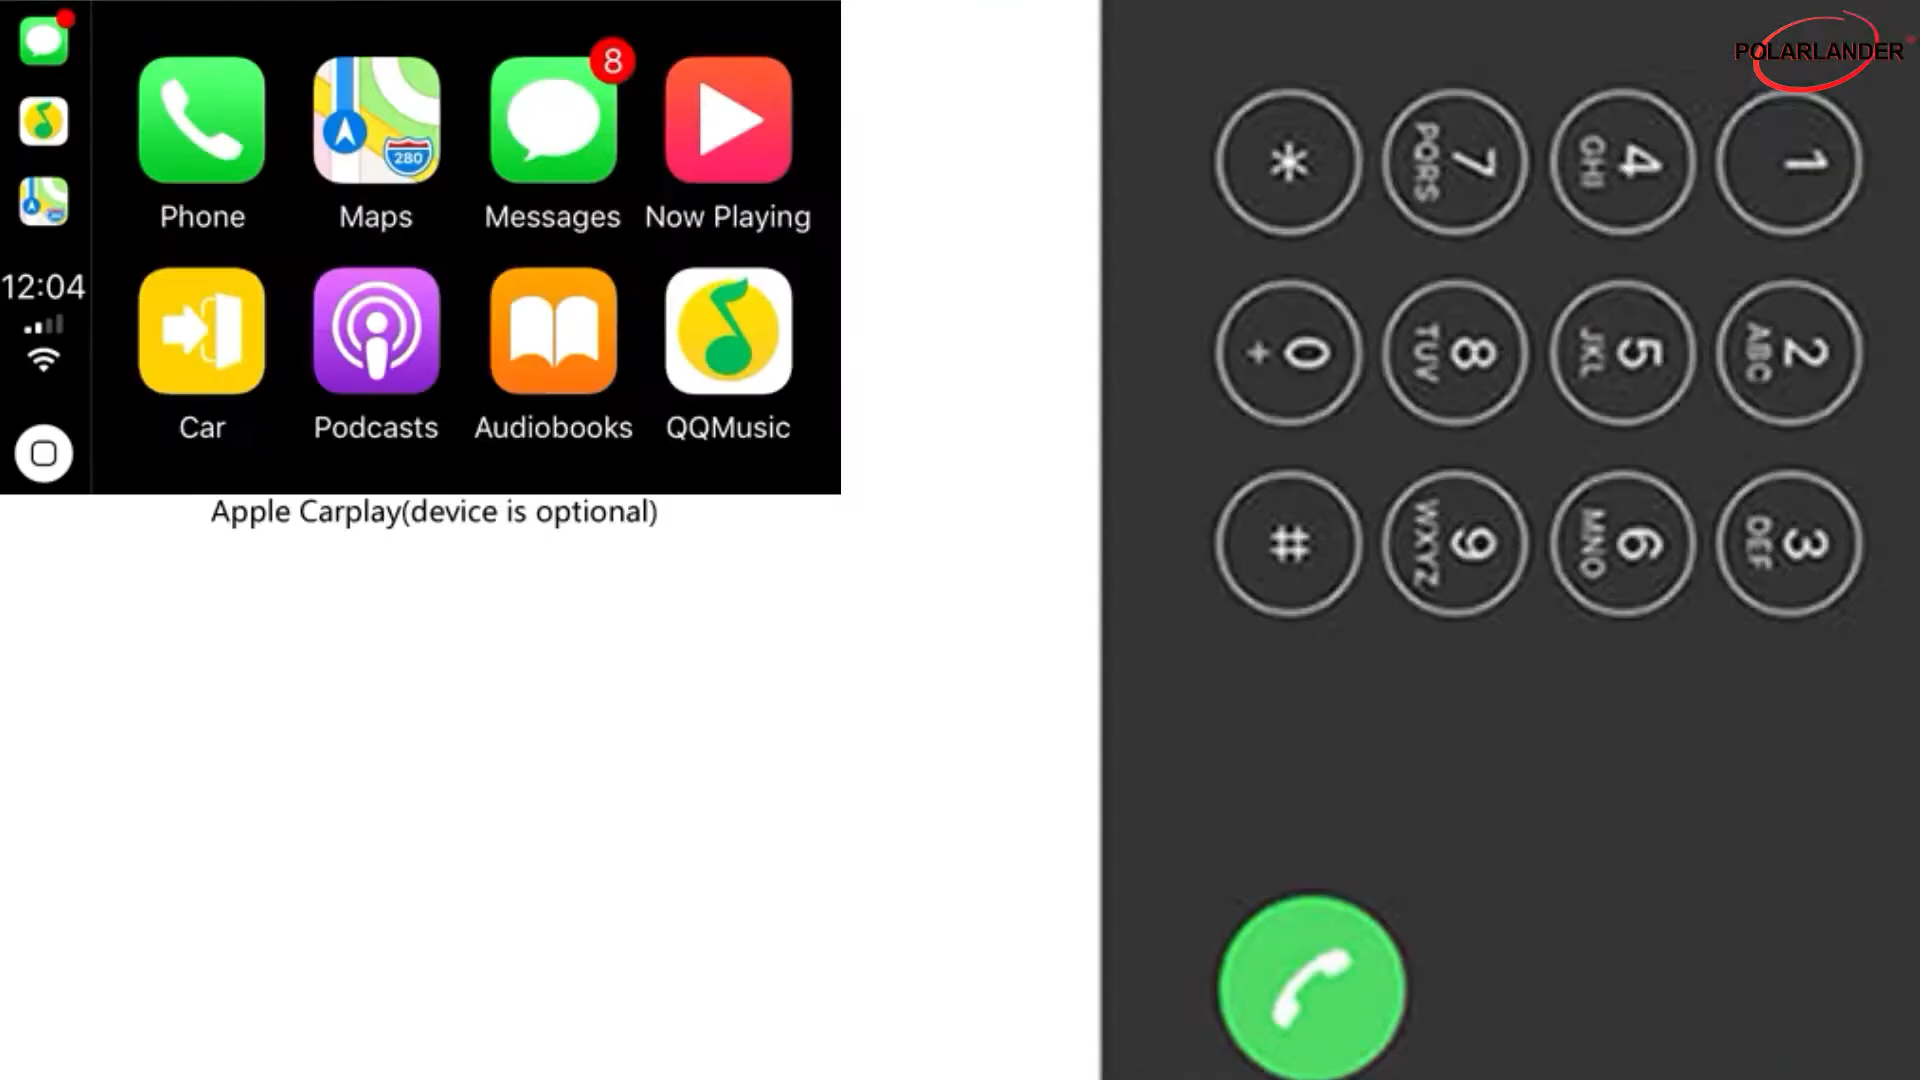 8
280
Phone
Maps
Messages
Now Playing
12:04
Car
Podcasts
Audiobooks
QQMusic
Apple Carplay(device is optional)
POLARLANDER
1
2 ABC
3 DEF
4 GHI
5 JKL
6 MNO
7 PQRS
8 TUV
9 WXYZ
*
0 +
#